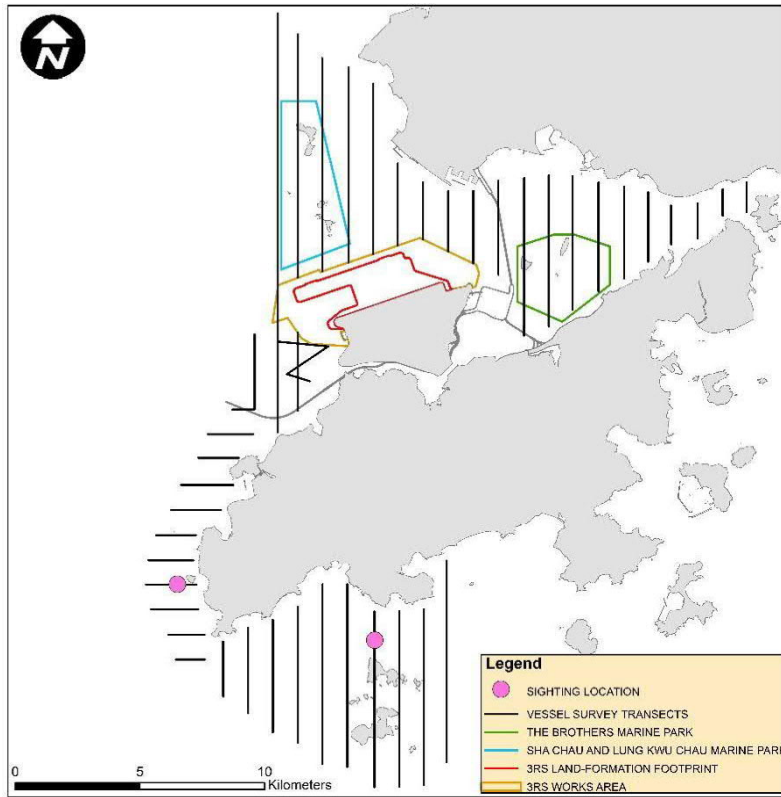 N
Legend
SIGHTING LOCATION
VESSEL SURVEY TRANSECTS
THE BROTHERS MARINE PARK
SHA CHAU AND LUNG KWU CHAU MARINE PARK
3RS LAND-FORMATION FOOTPRINT
3RS WORKS AREA
0 5 10
Kilometers